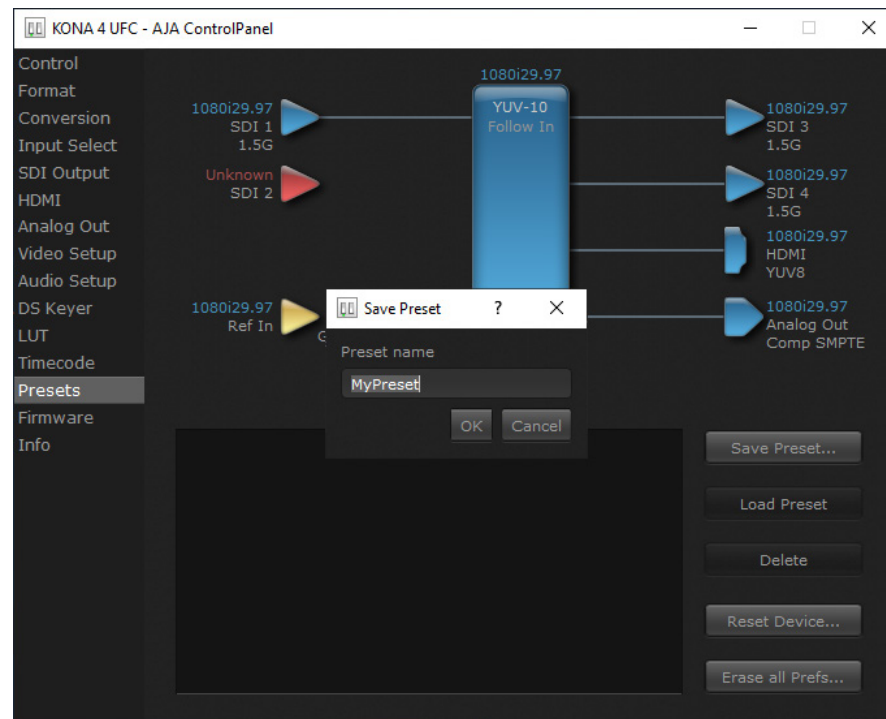 KONA 4 UFC - AJA ControlPanel
Control
Format
Conversion
Input Select
SDI Output
HDMI
Analog Out
Video Setup
Audio Setup
DS Keyer
LUT
Timecode
Presets
Firmware
Info
1080i29.97
YUV-10
Follow In
1080i29.97
SDI 1
1.5G
Unknown
SDI 2
1080i29.97
Ref In
1080i29.97
SDI 3
1.5G
1080i29.97
SDI 4
1.5G
1080i29.97
HDMI
YUV8
1080i29.97
Analog Out
Comp SMPTE
Save Preset ?
Preset name
MyPreset
OK Cancel
Save Preset...
Load Preset
Delete
Reset Device...
Erase all Prefs...